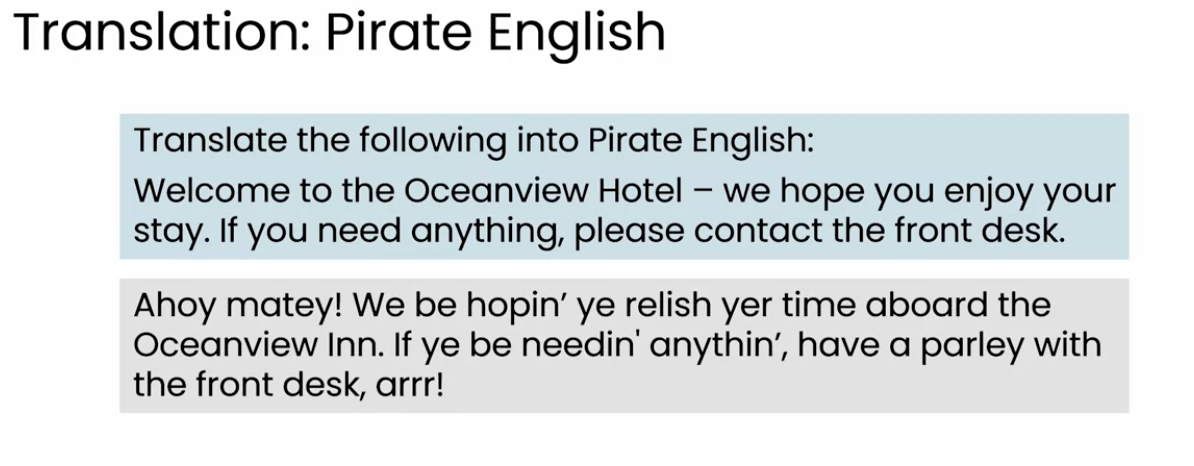 Translation: Pirate English
Translate the following into Pirate English:
Welcome to the Oceanview Hotel – we hope you enjoy your
stay. If you need anything, please contact the front desk.
Ahoy matey! We be hopin’ ye relish yer time aboard the
Oceanview Inn. If ye be needin' anythin’, have a parley with
the front desk, arrr!